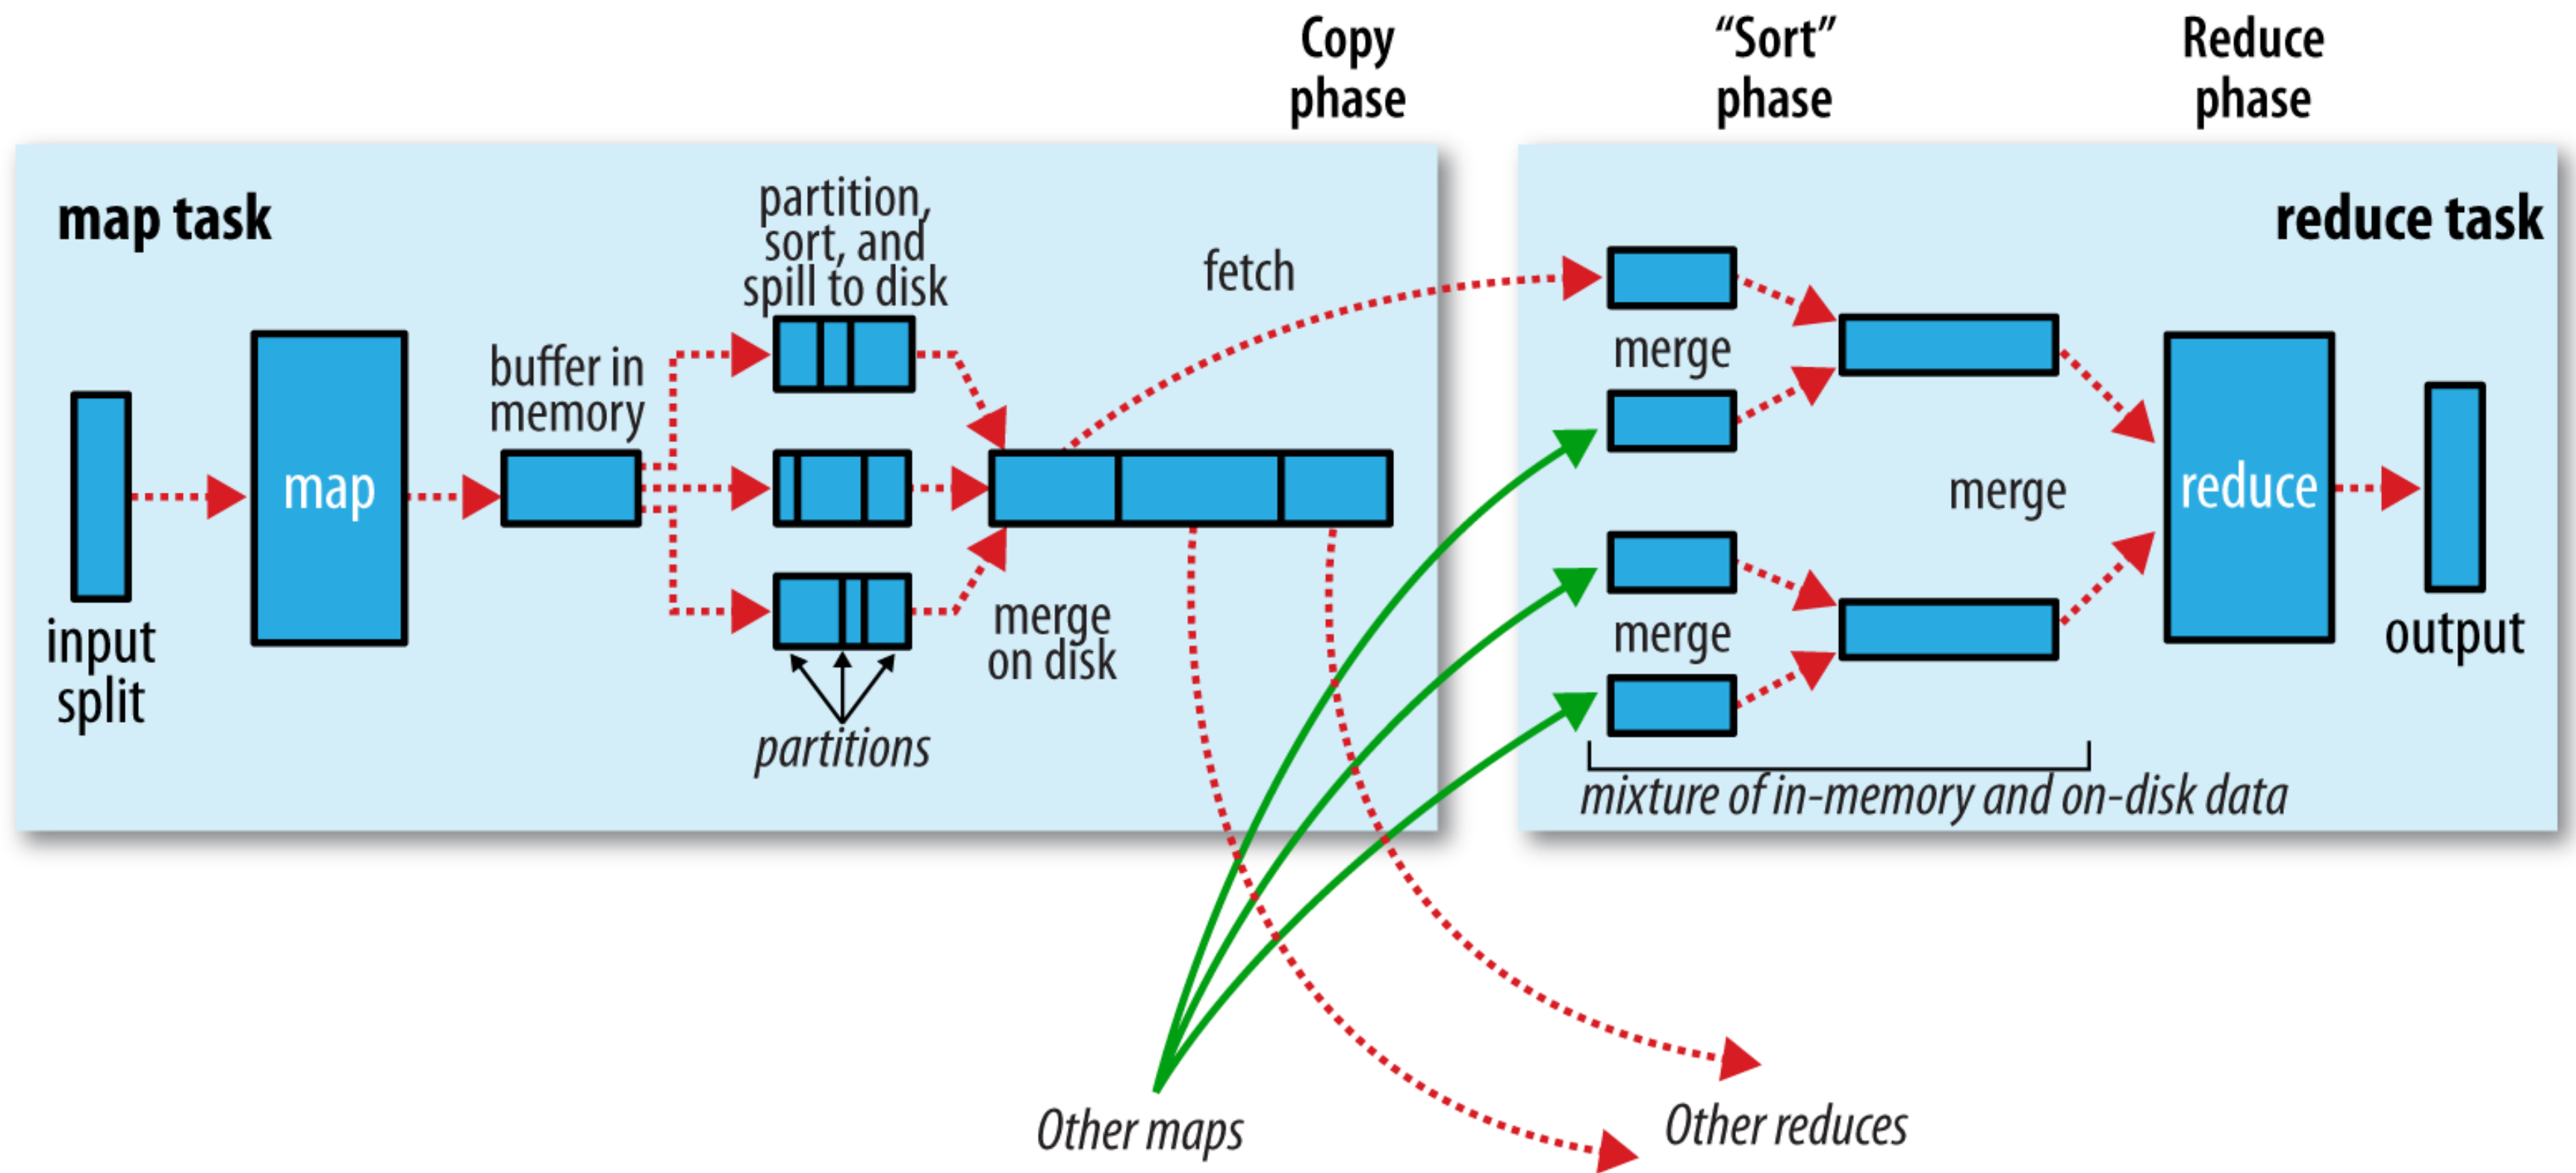 Copy
phase
“Sort”
phase
Reduce
phase
map task
reduce task
partition,
sort, and
spill to disk
fetch
buffer in
memory
merge
map
merge
reduce
input
split
merge
on disk
merge
output
partitions
mixture of in-memory and on-disk data
Other maps
Other reduces